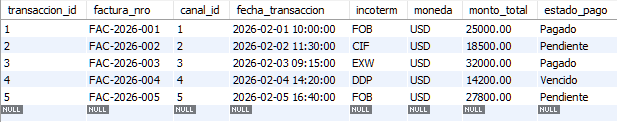 transaccion_id factura_nro canal_id fecha_transaccion incoterm moneda monto_total estado_pago
1 FAC-2026-001 1 2026-02-01 10:00:00 FOB USD 25000.00 Pagado
2 FAC-2026-002 2 2026-02-02 11:30:00 CIF USD 18500.00 Pendiente
3 FAC-2026-003 3 2026-02-03 09:15:00 EXW USD 32000.00 Pagado
4 FAC-2026-004 4 2026-02-04 14:20:00 DDP USD 14200.00 Vencido
5 FAC-2026-005 5 2026-02-05 16:40:00 FOB USD 27800.00 Pendiente
NULL NULL NULL NULL NULL NULL NULL NULL